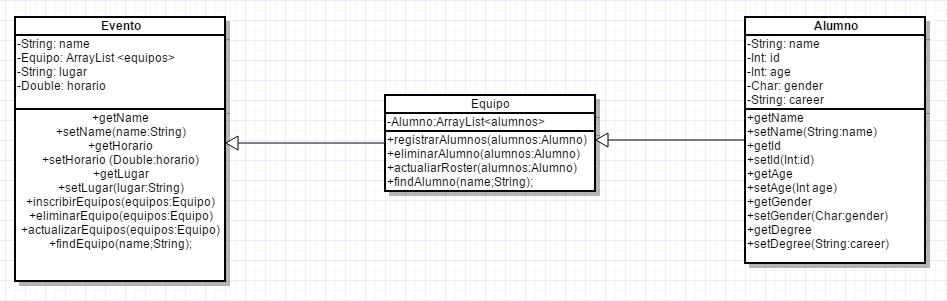 Evento
-String: name
-Equipo: ArrayList <equipos>
-String: lugar
-Double: horario
+getName
+setName(name:String)
+getHorario
+setHorario (Double:horario)
+getLugar
+setLugar(lugar:String)
+inscribirEquipos(equipos:Equipo)
+eliminarEquipo(equipos:Equipo)
+actualizarEquipos(equipos:Equipo)
+findEquipo(name;String);
Equipo
-Alumno:ArrayList<alumnos>
+registrarAlumnos(alumnos:Alumno)
+eliminarAlumno(alumnos:Alumno)
+actualiarRoster(alumnos:Alumno)
+findAlumno(name;String);
Alumno
-String: name
-Int: id
-Int: age
-Char: gender
-String: career
+getName
+setName(String:name)
+getId
+setId(Int:id)
+getAge
+setAge(Int age)
+getGender
+setGender(Char:gender)
+getDegree
+setDegree(String:career)